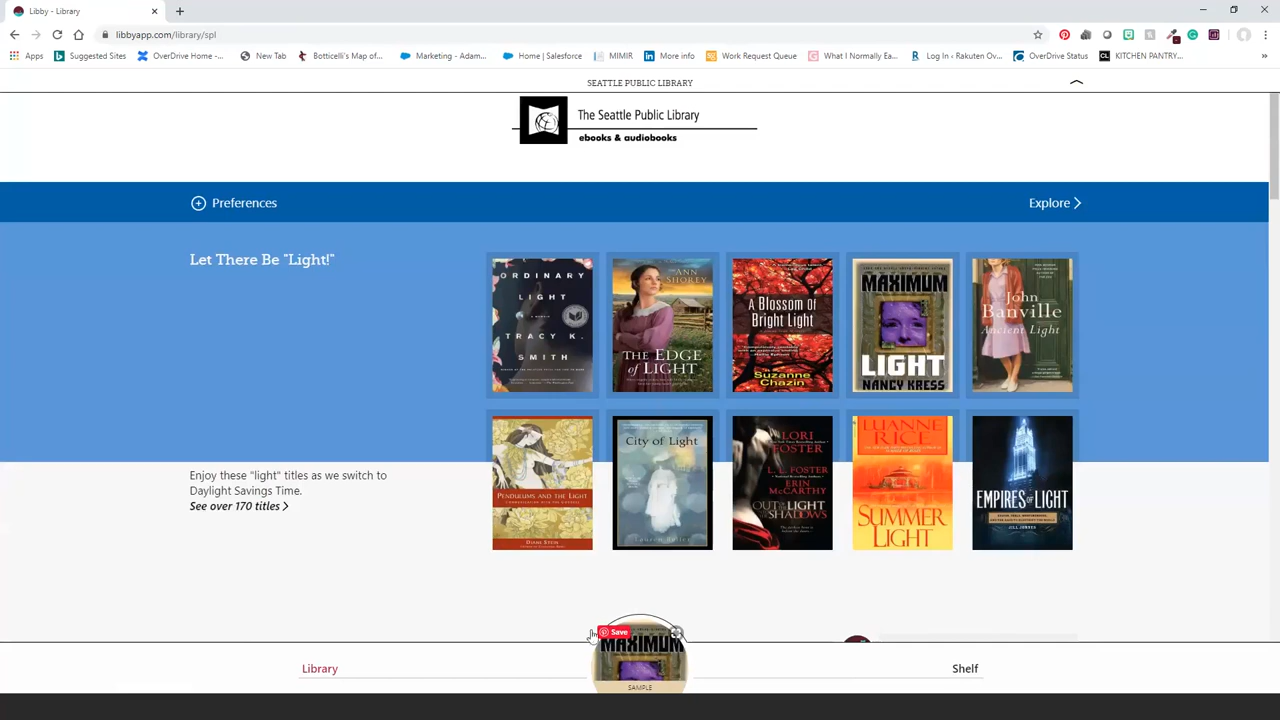 Libby - Library
libbyapp.com/library/spl
Apps
Suggested Sites
OverDrive Home -...
New Tab
Botticelli's Map of...
Marketing - Adam...
Home | Salesforce
MIMIR
More info
Work Request Queue
What I Normally Ea...
Log In ‹ Rakuten Ov...
OverDrive Status
KITCHEN PANTRY...
SEATTLE PUBLIC LIBRARY
The Seattle Public Library
ebooks & audiobooks
Preferences
Explore
Let There Be "Light!"
ORDINARY
LIGHT
TRACY K.
SMITH
ANN
SHOREY
THE EDGE
of LIGHT
A Blossom of
Bright Light
Suzanne
Chazin
MAXIMUM
LIGHT
NANCY KRESS
John
Banville
Ancient Light
Enjoy these "light" titles as we switch to
Daylight Savings Time.
See over 170 titles
PENDULUMS AND THE LIGHT
DIANE STEIN
City of Light
Lauren Belfer
LORI
FOSTER
L. L. FOSTER
ERIN
McCARTHY
OUT OF THE LIGHT
INTO THE SHADOWS
LUANNE
RICE
SUMMER
LIGHT
EMPIRES OF LIGHT
JILL JONNES
Save
MAXIMUM
SAMPLE
Library
Shelf